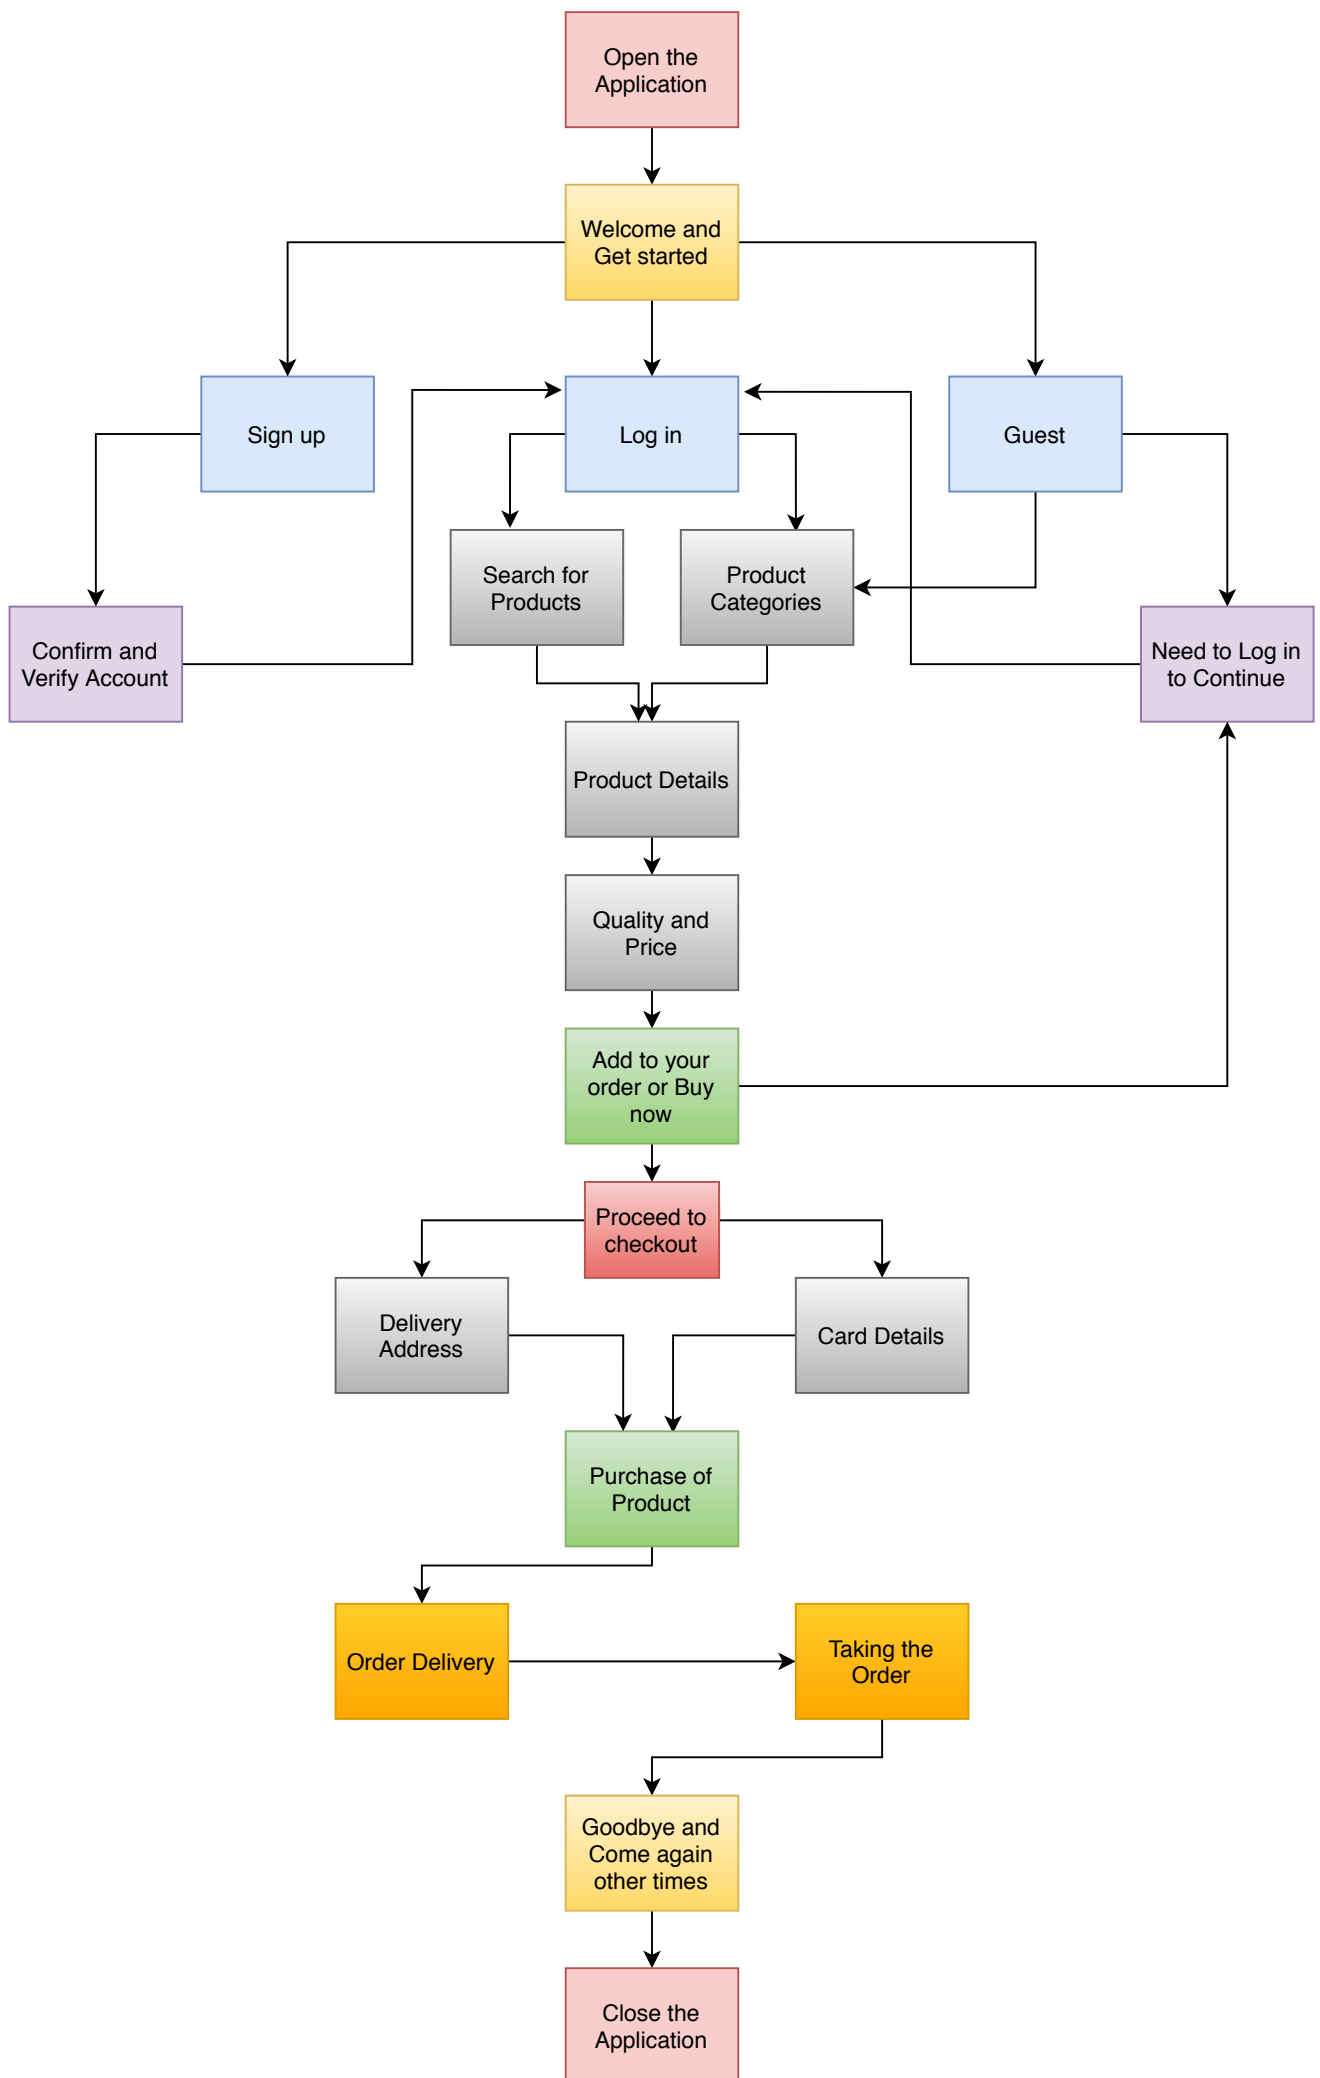 Open the
Application
Welcome and
Get started
Sign up
Log in
Guest
Search for
Products
Product
Categories
Confirm and
Verify Account
Need to Log in
to Continue
Product Details
Quality and
Price
Add to your
order or Buy
now
Proceed to
checkout
Delivery
Address
Card Details
Purchase of
Product
Order Delivery
Taking the
Order
Goodbye and
Come again
other times
Close the
Application